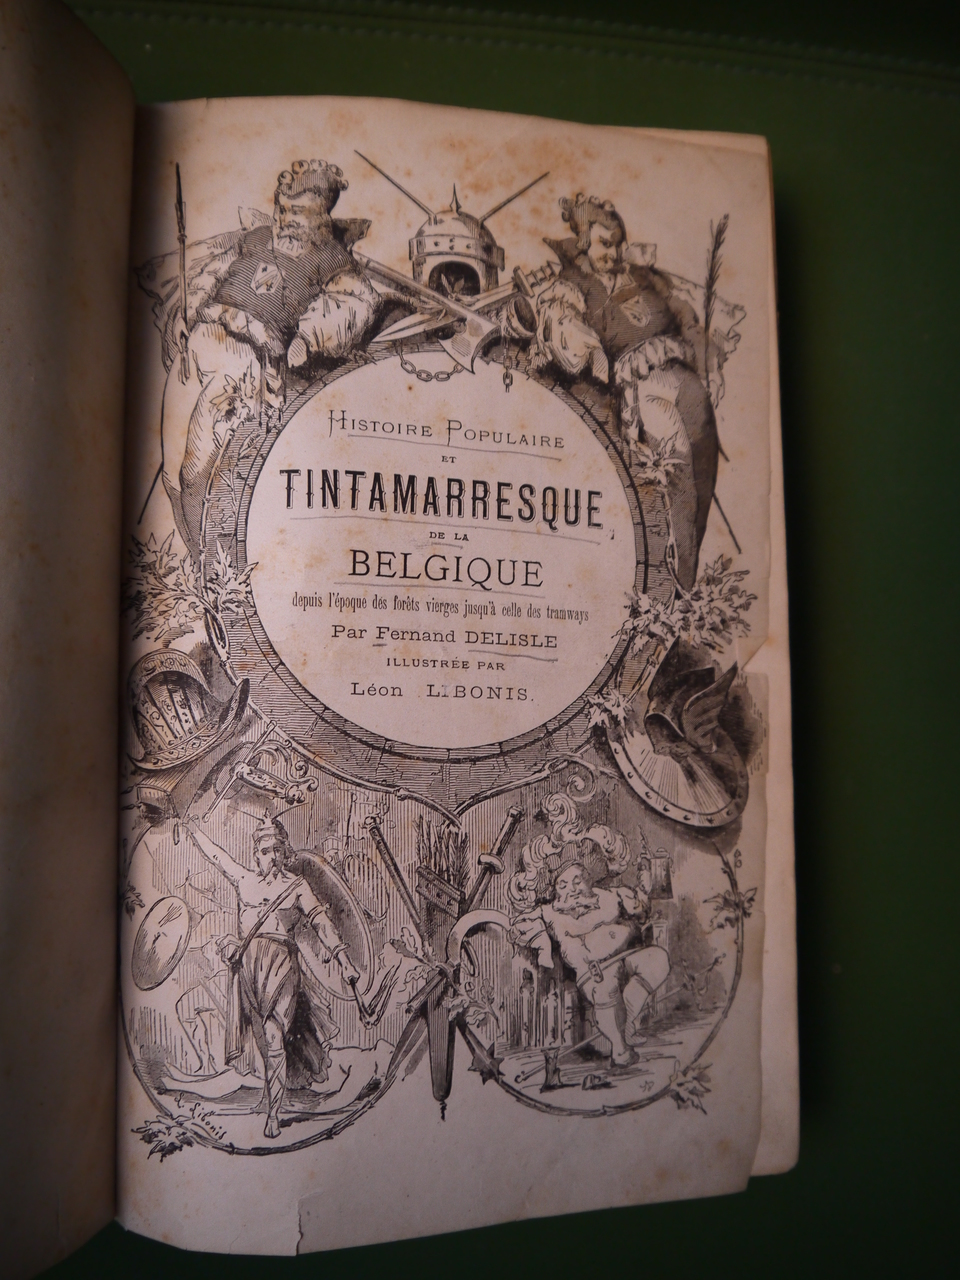 Histoire Populaire
ET
TINTAMARRESQUE
DE LA
BELGIQUE
depuis l'époque des forêts vierges jusqu'à celle des tramways
Par Fernand DELISLE
ILLUSTRÉE PAR
Léon LIBONIS.
L. Libonis